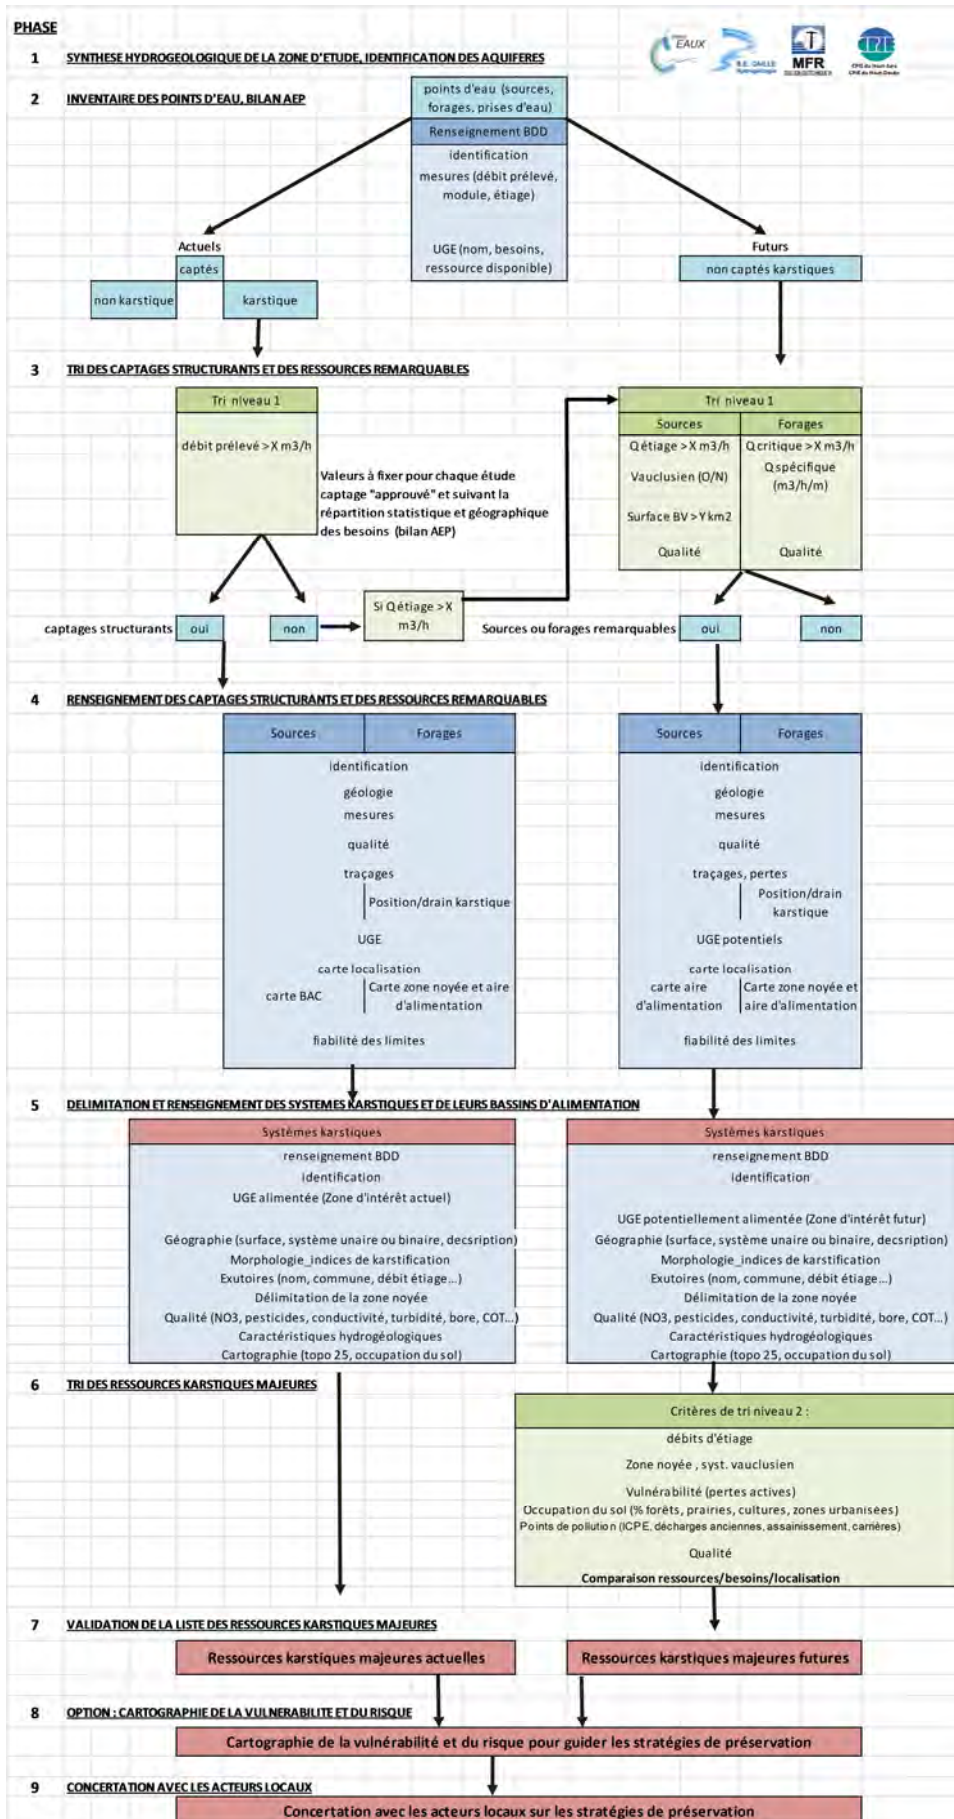 PHASE
1 SYNTHESE HYDROGEOLOGIQUE DE LA ZONE D'ETUDE, IDENTIFICATION DES AQUIFERES
EAUX
MFR
CPIE
2 INVENTAIRE DES POINTS D'EAU, BILAN AEP
points d'eau (sources,
forages, prises d'eau)
Renseignement BDD
identification
mesures (débit prélevé,
module, étiage)
UGE (nom, besoins,
ressource disponible)
Actuels
captés
non karstique
karstique
Futurs
non captés karstiques
3 TRI DES CAPTAGES STRUCTURANTS ET DES RESSOURCES REMARQUABLES
Tri niveau 1
débit prélevé >X m3/h
Valeurs à fixer pour chaque étude
captage "approuvé" et suivant la
répartition statistique et géographique
des besoins (bilan AEP)
Tri niveau 1
Sources
Forages
Q étiage >X m3/h
Q critique >X m3/h
Vauclusien (O/N)
Q spécifique
(m3/h/m)
Surface BV >Y km2
Qualité
Qualité
captages structurants
oui
non
Si Q étiage >X
m3/h
Sources ou forages remarquables
oui
non
4 RENSEIGNEMENT DES CAPTAGES STRUCTURANTS ET DES RESSOURCES REMARQUABLES
Sources
Forages
identification
géologie
mesures
qualité
traçages
Position/drain karstique
UGE
carte localisation
carte BAC
Carte zone noyée et aire
d'alimentation
fiabilité des limites
Sources
Forages
identification
géologie
mesures
qualité
traçages, pertes
Position/drain
karstique
UGE potentiels
carte localisation
carte aire
d'alimentation
Carte zone noyée et
aire d'alimentation
fiabilité des limites
5 DELIMITATION ET RENSEIGNEMENT DES SYSTEMES KARSTIQUES ET DE LEURS BASSINS D'ALIMENTATION
Systèmes karstiques
renseignement BDD
identification
UGE alimentée (Zone d'intérêt actuel)
Géographie (surface, système unaire ou binaire, decsription)
Morphologie_indices de karstification
Exutoires (nom, commune, débit étiage...)
Délimitation de la zone noyée
Qualité (NO3, pesticides, conductivité, turbidité, bore, COT...)
Caractéristiques hydrogéologiques
Cartographie (topo 25, occupation du sol)
Systèmes karstiques
renseignement BDD
identification
UGE potentiellement alimentée (Zone d'intérêt futur)
Géographie (surface, système unaire ou binaire, decsription)
Morphologie_indices de karstification
Exutoires (nom, commune, débit étiage...)
Délimitation de la zone noyée
Qualité (NO3, pesticides, conductivité, turbidité, bore, COT...)
Caractéristiques hydrogéologiques
Cartographie (topo 25, occupation du sol)
6 TRI DES RESSOURCES KARSTIQUES MAJEURES
Critères de tri niveau 2 :
débits d'étiage
Zone noyée , syst. vauclusien
Vulnérabilité (pertes actives)
Occupation du sol (% forêts, prairies, cultures, zones urbanisées)
Points de pollution (ICPE, décharges anciennes, assainissement, carrières)
Qualité
Comparaison ressources/besoins/localisation
7 VALIDATION DE LA LISTE DES RESSOURCES KARSTIQUES MAJEURES
Ressources karstiques majeures actuelles
Ressources karstiques majeures futures
8 OPTION : CARTOGRAPHIE DE LA VULNERABILITE ET DU RISQUE
Cartographie de la vulnérabilité et du risque pour guider les stratégies de préservation
9 CONCERTATION AVEC LES ACTEURS LOCAUX
Concertation avec les acteurs locaux sur les stratégies de préservation